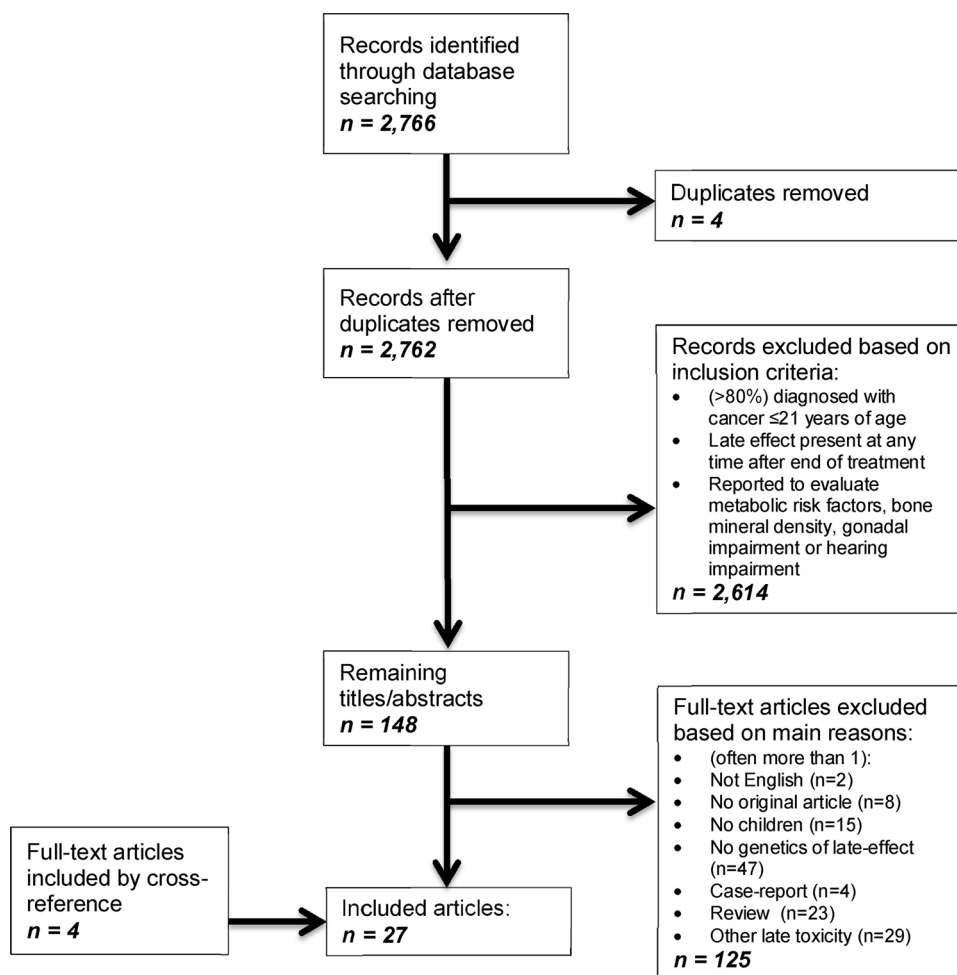 Records identified
through database
searching
n = 2,766
Duplicates removed
n = 4
Records after
duplicates removed
n = 2,762
Records excluded based on
inclusion criteria:
• (>80%) diagnosed with
cancer ≤21 years of age
• Late effect present at any
time after end of treatment
• Reported to evaluate
metabolic risk factors, bone
mineral density, gonadal
impairment or hearing
impairment
n = 2,614
Remaining
titles/abstracts
n = 148
Full-text articles excluded
based on main reasons:
• (often more than 1):
• Not English (n=2)
• No original article (n=8)
• No children (n=15)
• No genetics of late-effect
(n=47)
• Case-report (n=4)
• Review (n=23)
• Other late toxicity (n=29)
n = 125
Full-text articles
included by cross-
reference
n = 4
Included articles:
n = 27